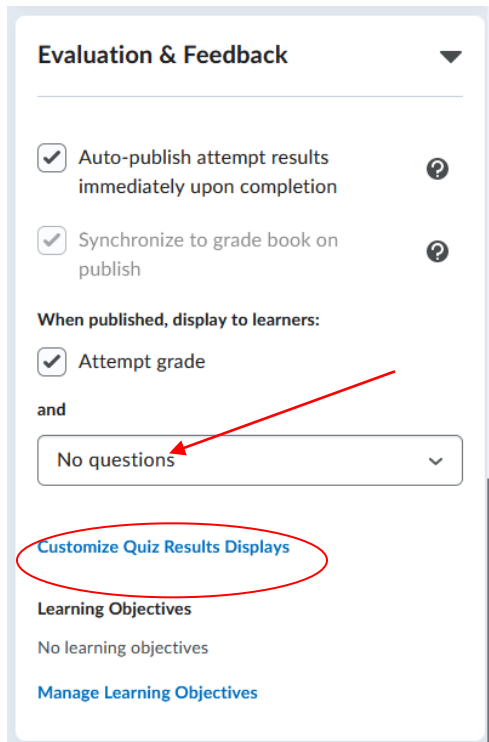 Evaluation & Feedback
Auto-publish attempt results
immediately upon completion
Synchronize to grade book on
publish
When published, display to learners:
Attempt grade
and
No questions
Customize Quiz Results Displays
Learning Objectives
No learning objectives
Manage Learning Objectives